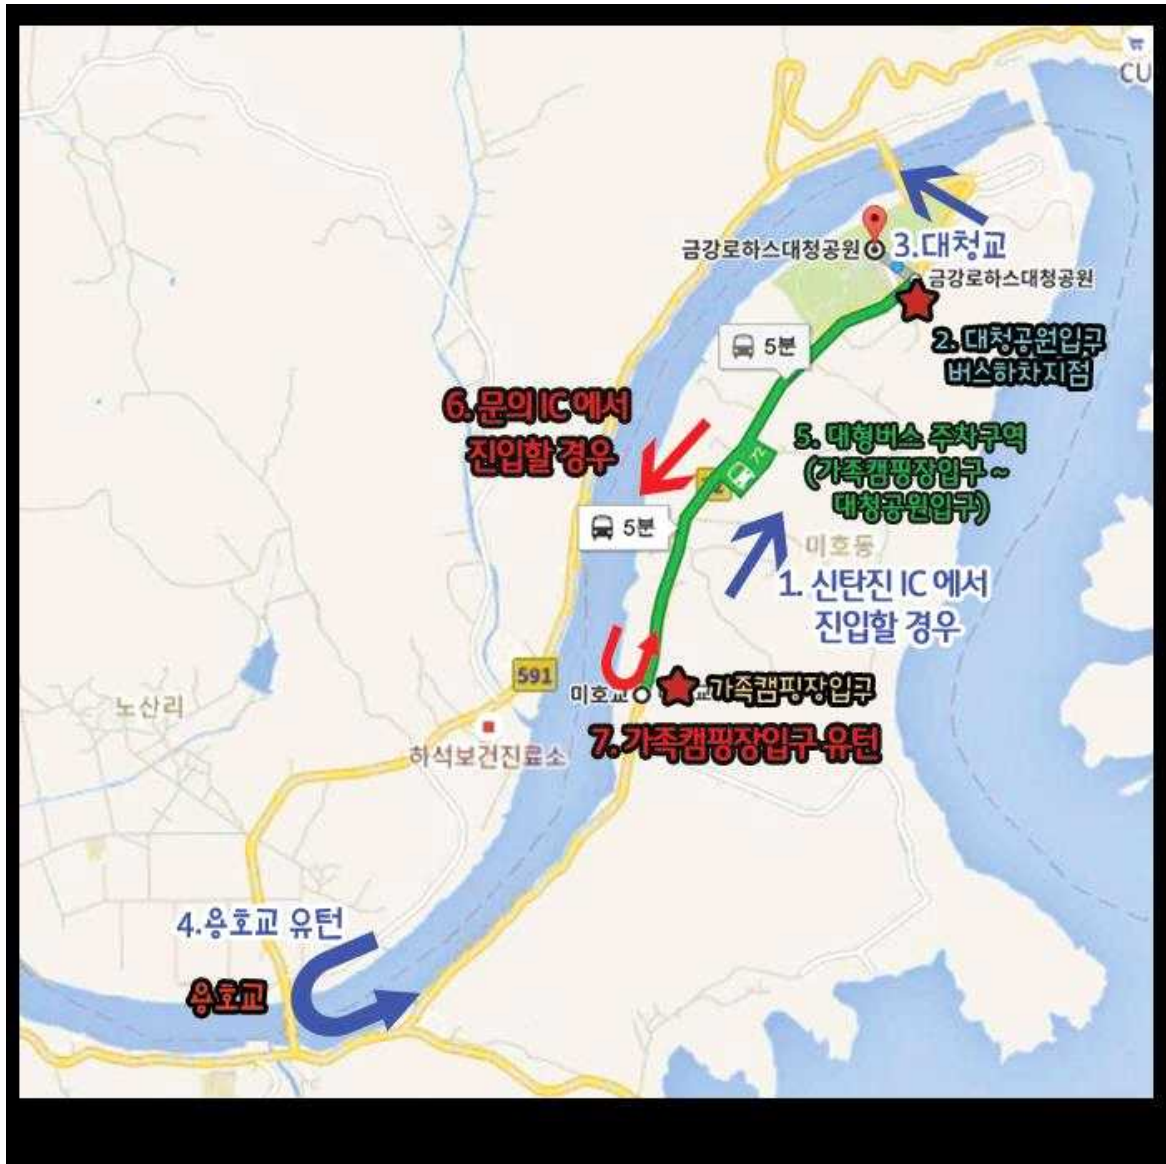 CU
3.대청교
금강로하스대청공원
금강로하스대청공원
2. 대청공원입구
버스하차지점
5분
6. 문의 IC 에서
진입할 경우
5. 대형버스 주차구역
(가족캠핑장입구 ~
대청공원입구)
72
5분
미호동
1. 신탄진 IC 에서
진입할 경우
591
노산리
미호교
가족캠핑장입구
하석보건진료소
7. 가족캠핑장입구 유턴
4.용호교 유턴
용호교